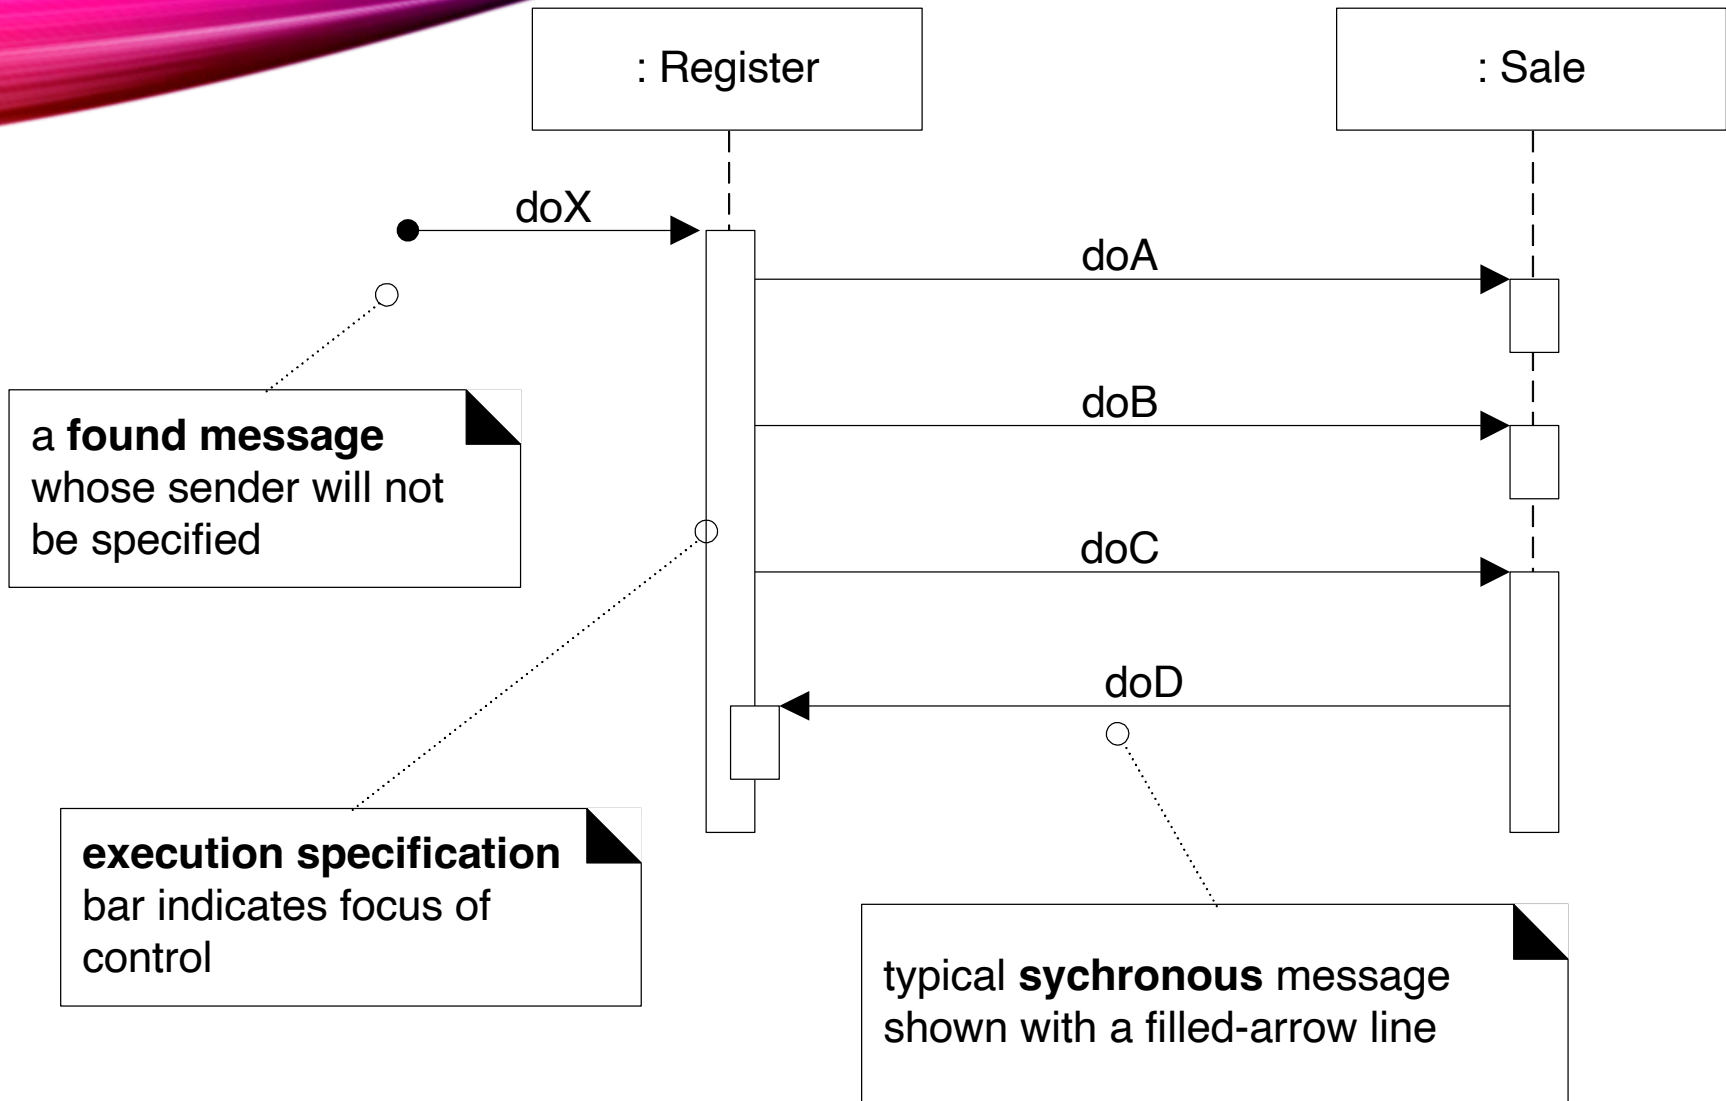 : Register
: Sale
doX
doA
doB
a found message
whose sender will not
be specified
doC
doD
execution specification
bar indicates focus of
control
typical sychronous message
shown with a filled-arrow line